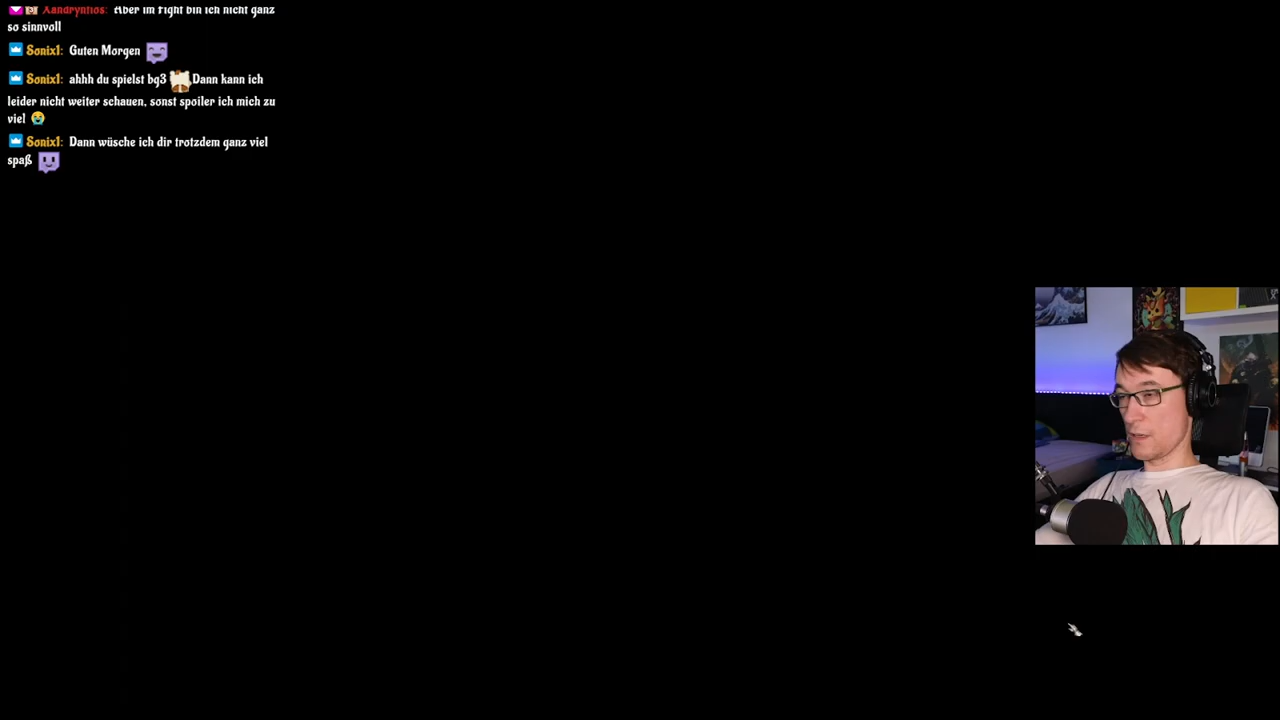 Xandrynnos: Aber im Fight bin ich nicht ganz
so sinnvoll
Sonix1: Guten Morgen
Sonix1: ahhh du spielst bg3 Dann kann ich
leider nicht weiter schauen, sonst spoiler ich mich zu
viel 😭
Sonix1: Dann wüsche ich dir trotzdem ganz viel
spaß